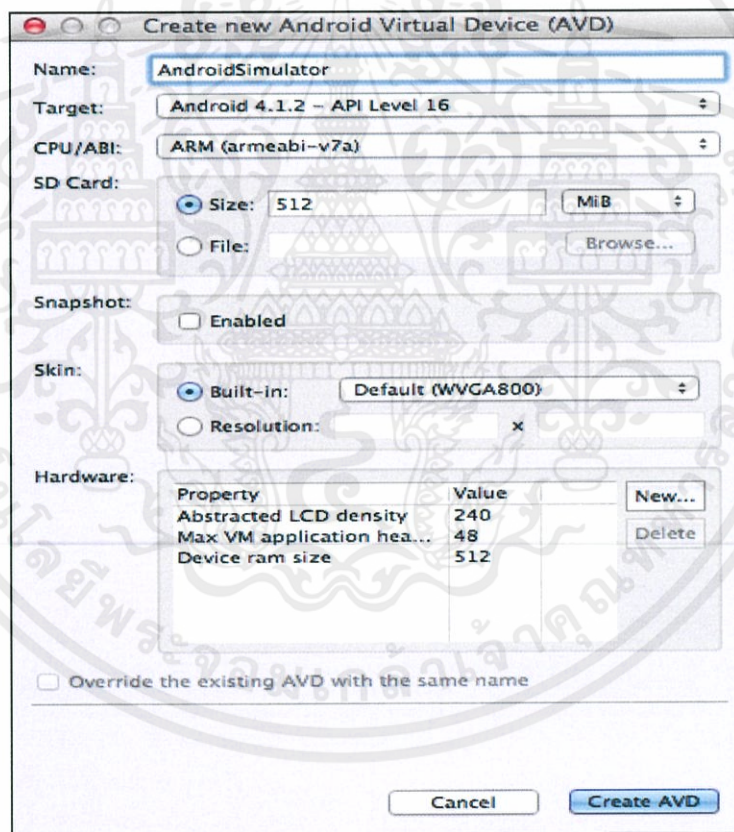 Create new Android Virtual Device (AVD)
Name: AndroidSimulator
Target: Android 4.1.2 – API Level 16
CPU/ABI: ARM (armeabi-v7a)
SD Card:
Size: 512 MiB
File: Browse...
Snapshot:
Enabled
Skin:
Built-in: Default (WVGA800)
Resolution: x
Hardware:
Property Value New...
Abstracted LCD density 240 Delete
Max VM application hea... 48
Device ram size 512
Override the existing AVD with the same name
Cancel Create AVD